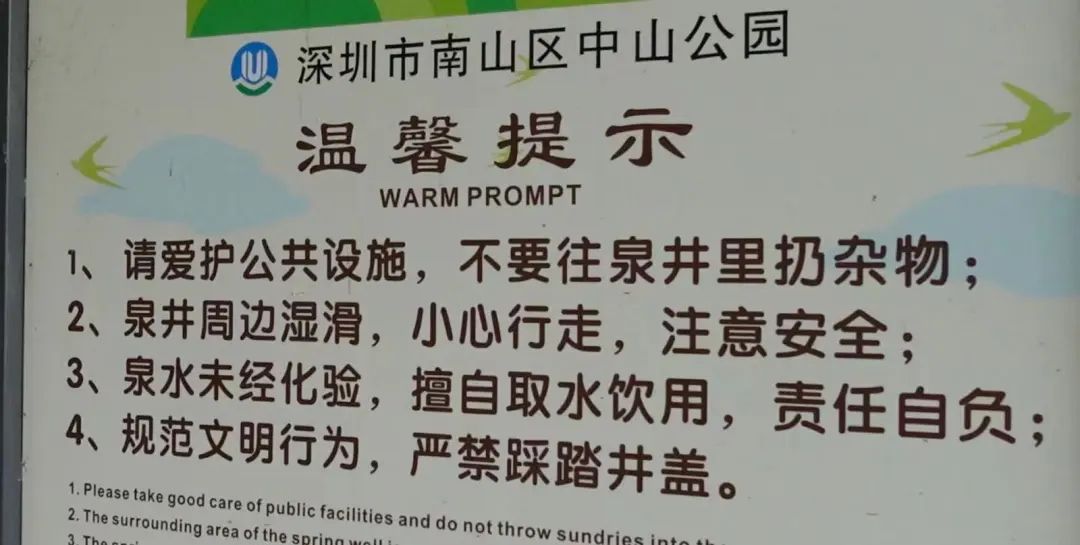 深圳市南山区中山公园
温馨提示
WARM PROMPT
1、请爱护公共设施，不要往泉井里扔杂物；
2、泉井周边湿滑，小心行走，注意安全；
3、泉水未经化验，擅自取水饮用，责任自负；
4、规范文明行为，严禁踩踏井盖。
1. Please take good care of public facilities and do not throw sundries into
2. The surrounding area of the spring well
3. The